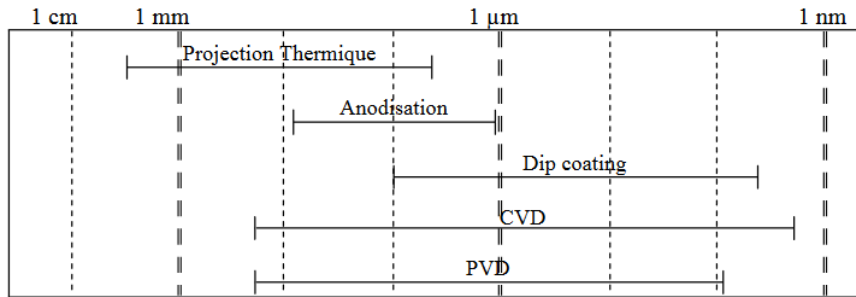 1 cm 1 mm 1 µm 1 nm
Projection Thermique
Anodisation
Dip coating
CVD
PVD